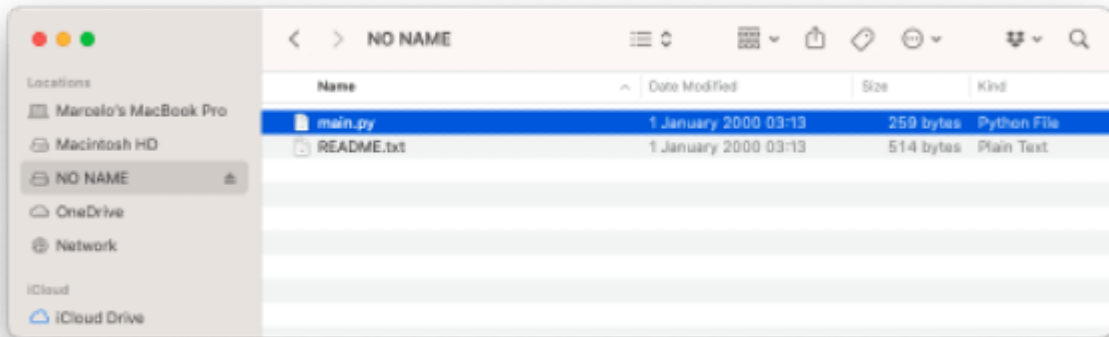 NO NAME
Locations
Marcelo's MacBook Pro
Macintosh HD
NO NAME
OneDrive
Network
iCloud
iCloud Drive
Name Date Modified Size Kind
main.py 1 January 2000 03:13 259 bytes Python File
README.txt 1 January 2000 03:13 514 bytes Plain Text